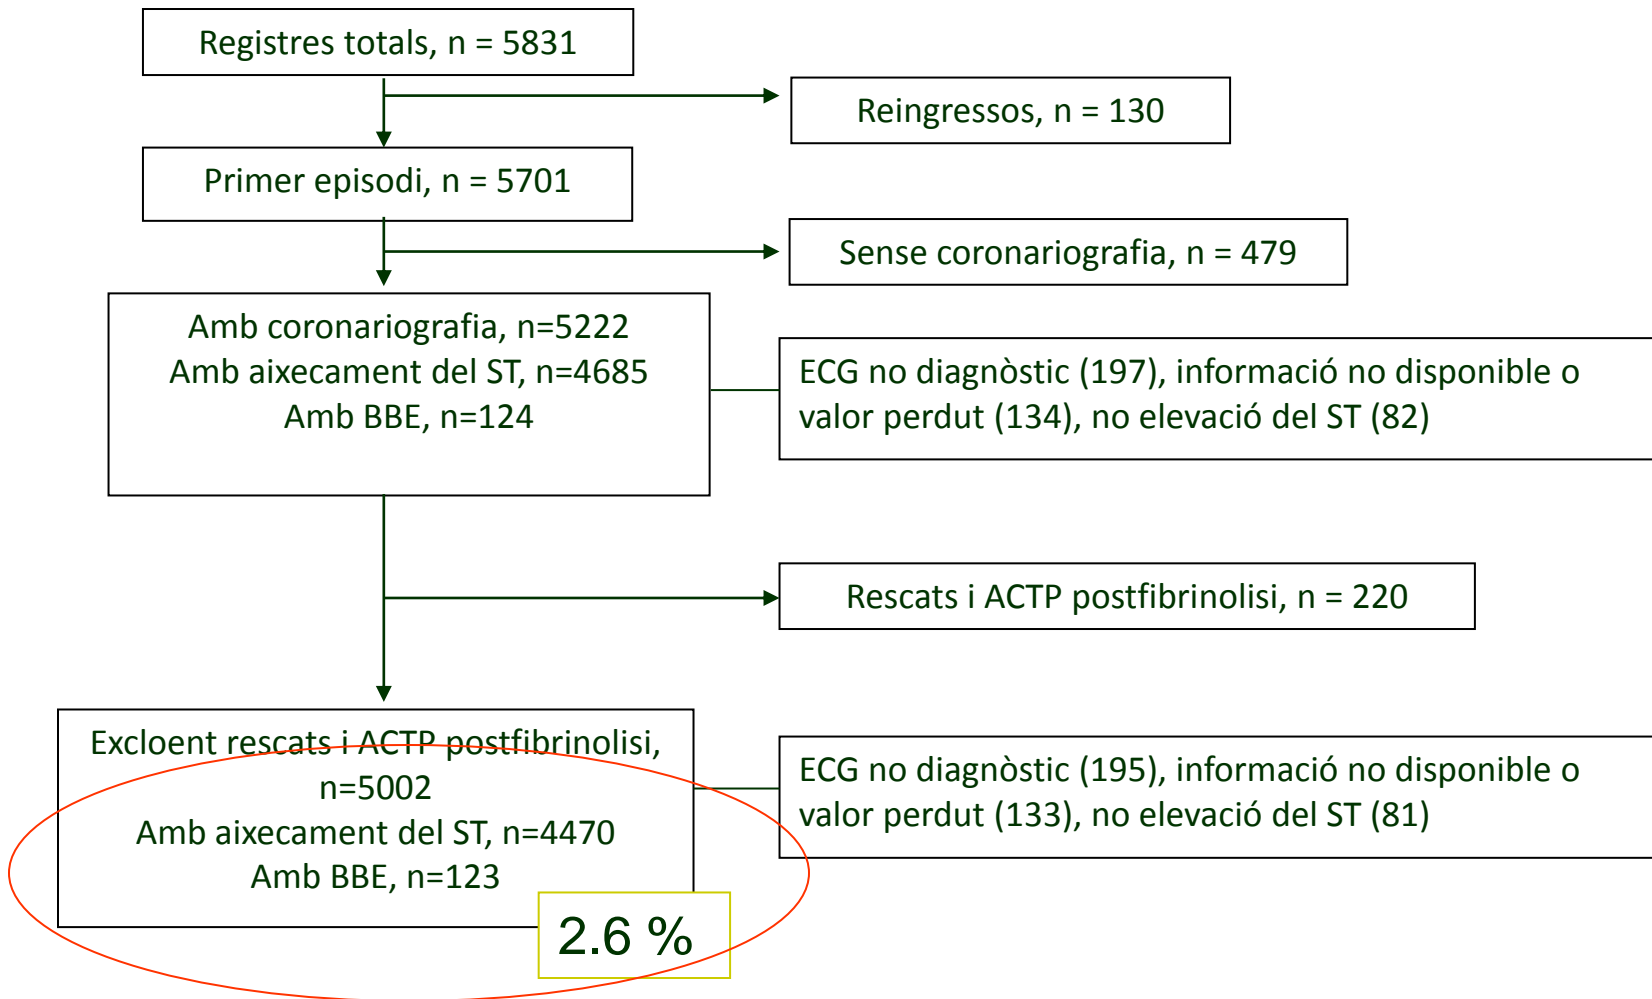 Registres totals, n = 5831
Reingressos, n = 130
Primer episodi, n = 5701
Sense coronariografia, n = 479
Amb coronariografia, n=5222
Amb aixecament del ST, n=4685
Amb BBE, n=124
ECG no diagnòstic (197), informació no disponible o
valor perdut (134), no elevació del ST (82)
Rescats i ACTP postfibrinolisi, n = 220
Excloent rescats i ACTP postfibrinolisi,
n=5002
Amb aixecament del ST, n=4470
Amb BBE, n=123
ECG no diagnòstic (195), informació no disponible o
valor perdut (133), no elevació del ST (81)
2.6 %